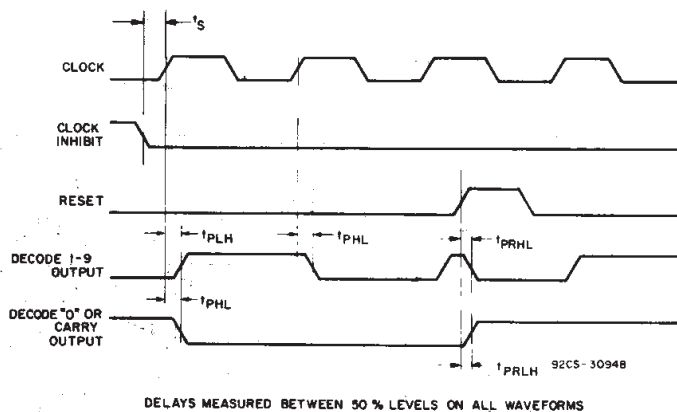 tS
CLOCK
CLOCK
INHIBIT
RESET
tPLH
tPHL
tPRHL
DECODE 1-9
OUTPUT
tPHL
DECODE "0" OR
CARRY
OUTPUT
tPRLH
92CS-30948
DELAYS MEASURED BETWEEN 50 % LEVELS ON ALL WAVEFORMS